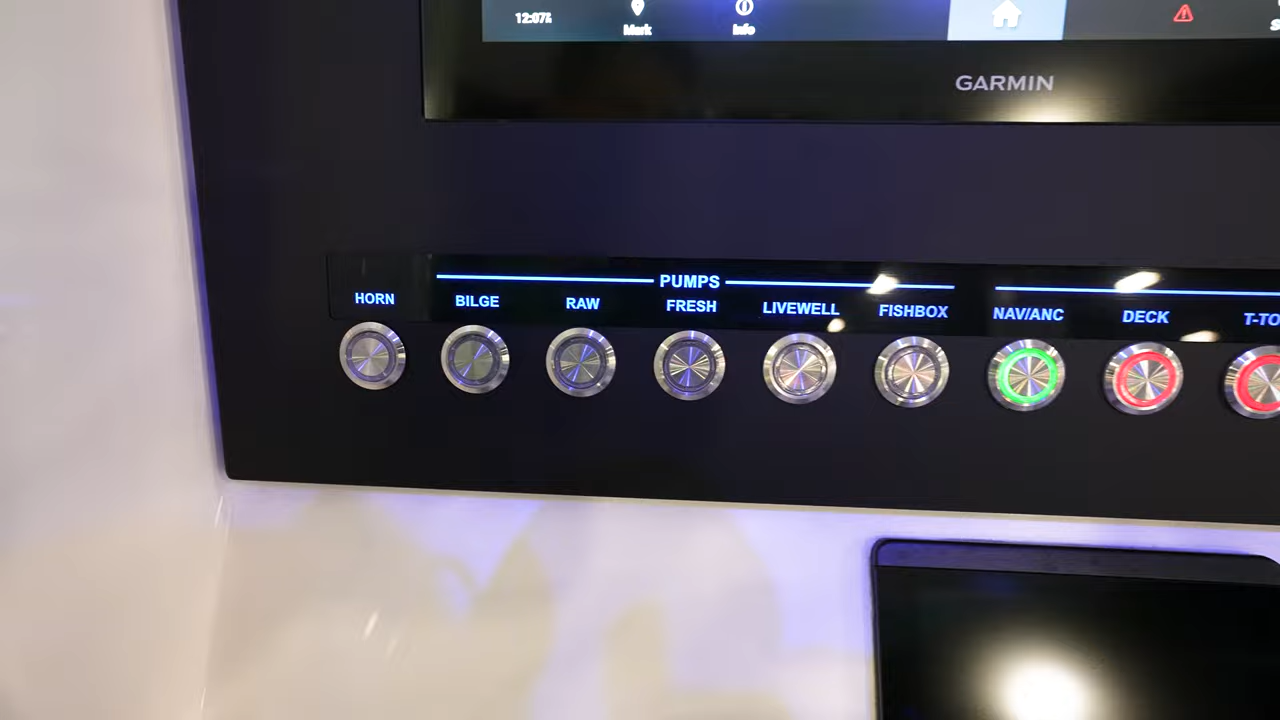 12:07
Mark
Info
GARMIN
PUMPS
HORN
BILGE
RAW
FRESH
LIVEWELL
FISHBOX
NAV/ANC
DECK
T-TO